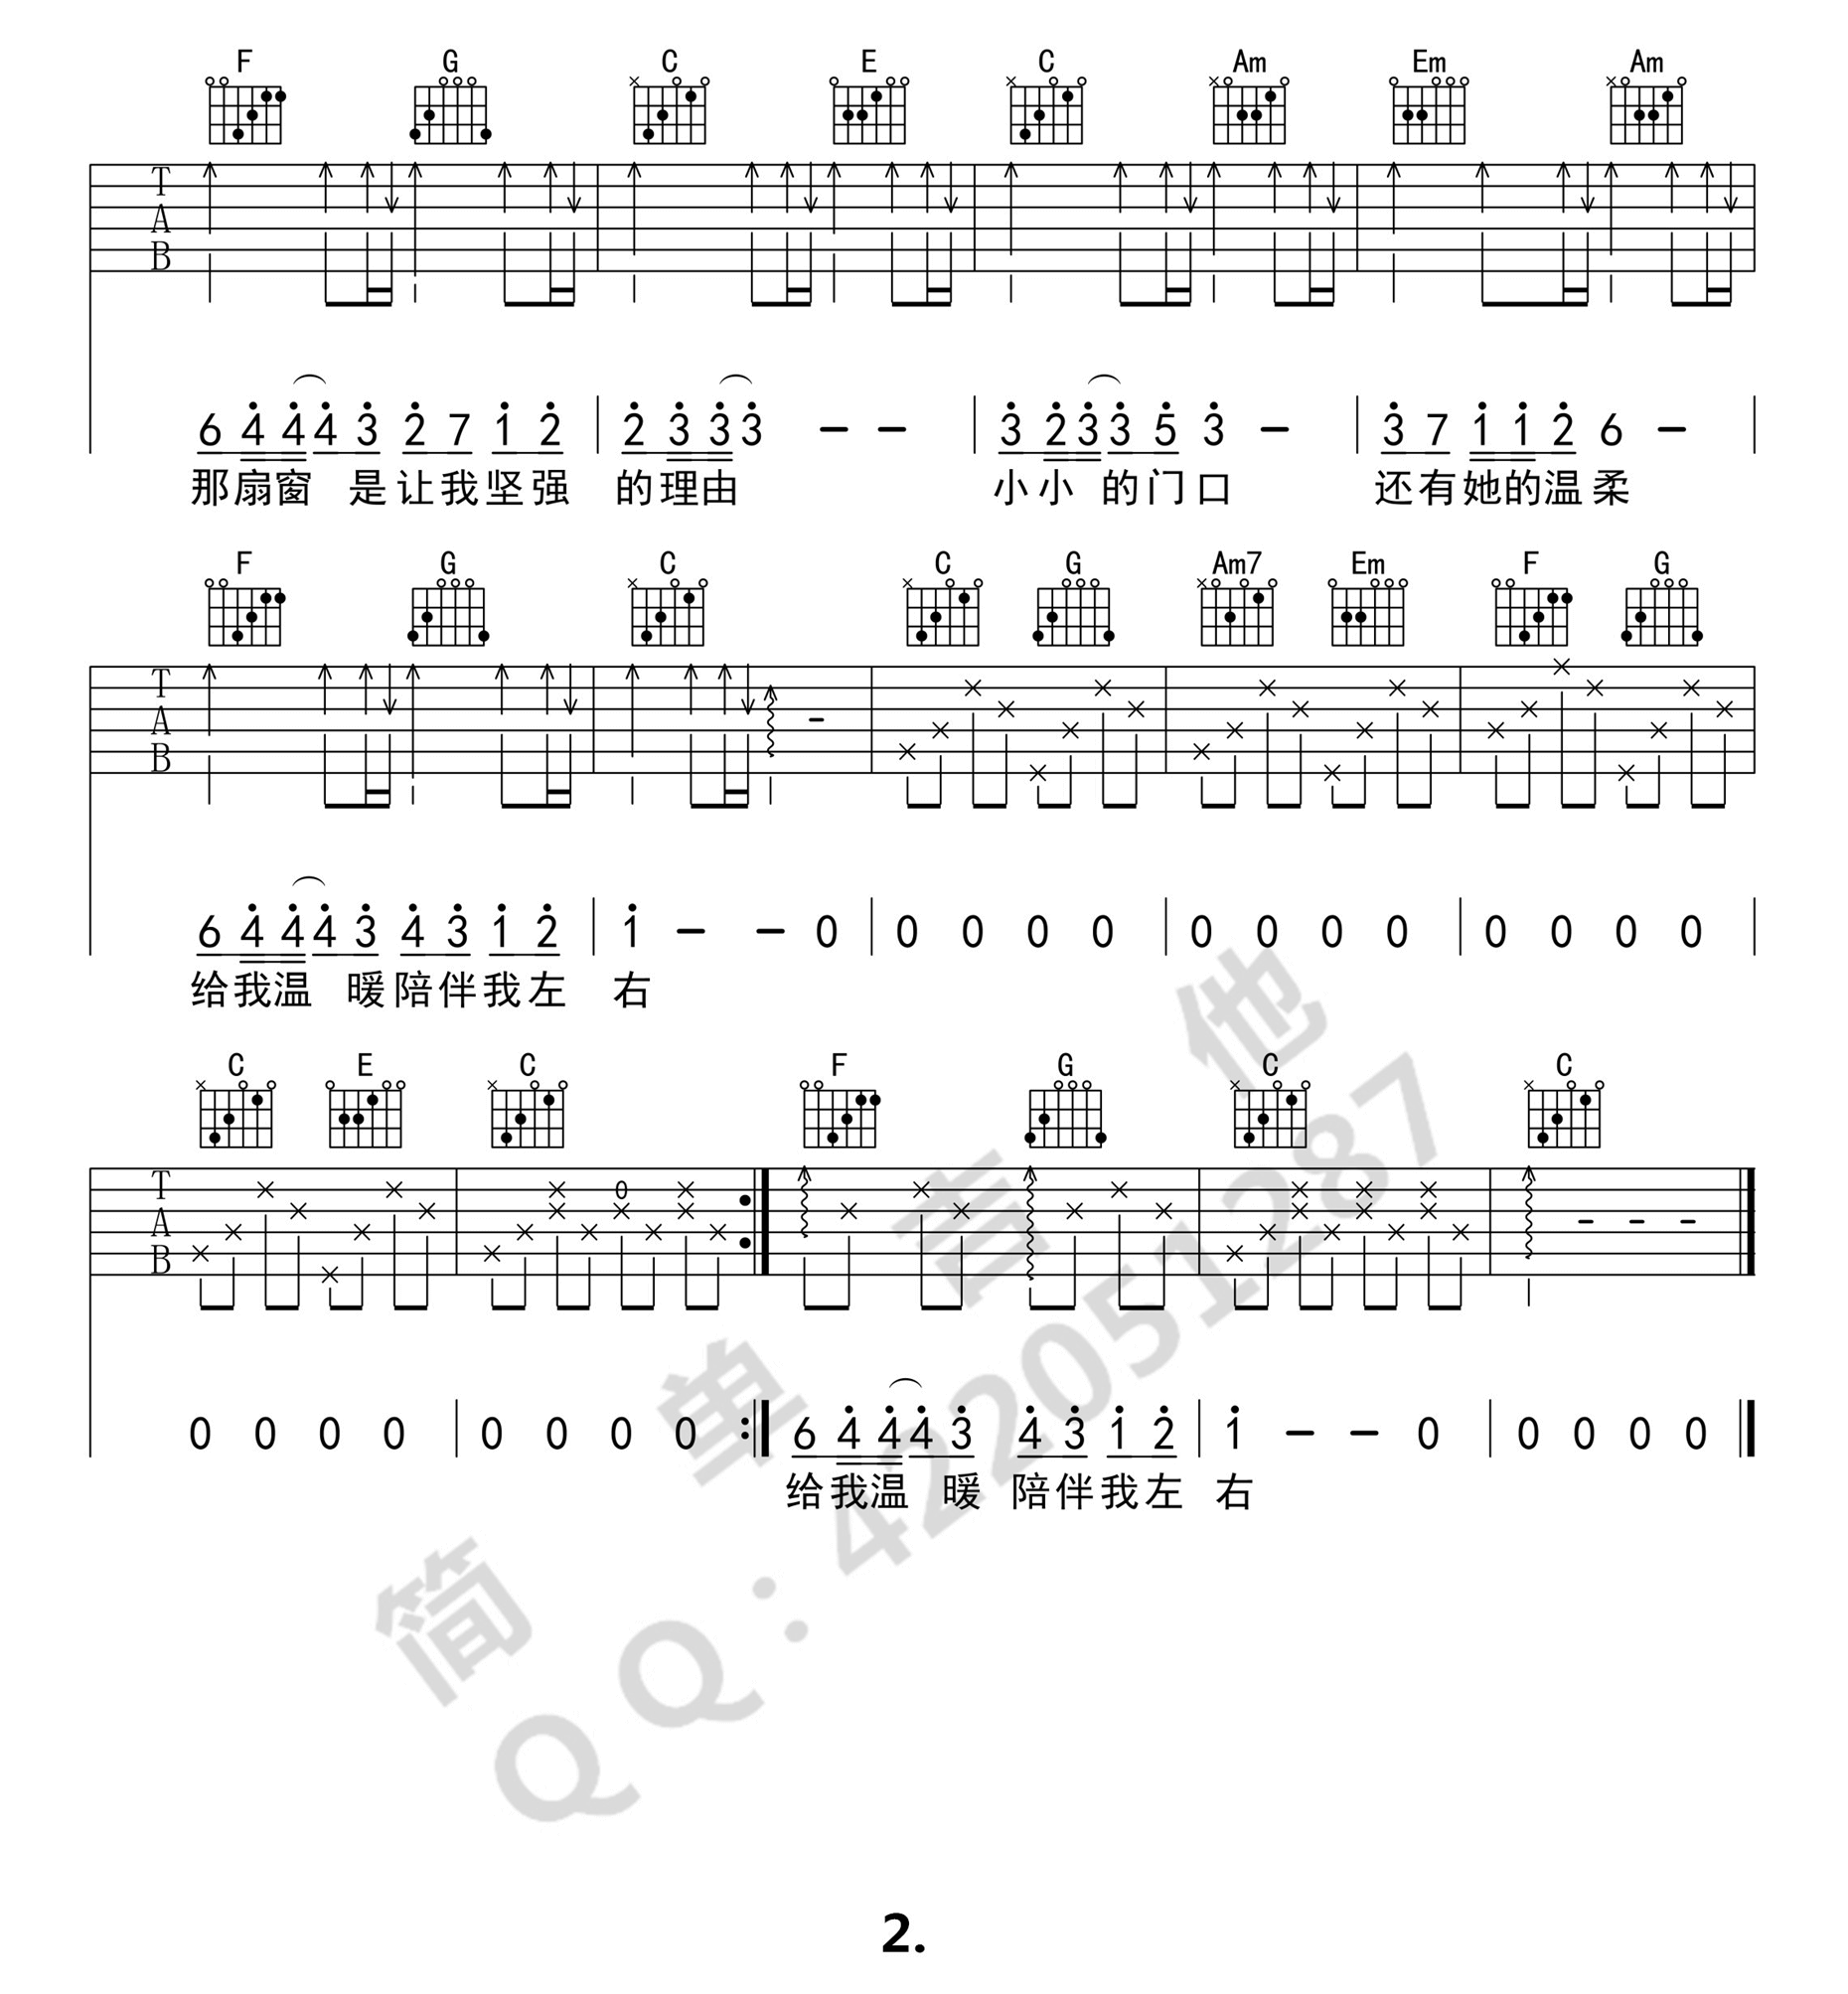 F G C E C Am Em Am
T
A
B
6 4 4 4 3 2 7 1 2 2 3 3 3 – – 3 2 3 3 5 3 – 3 7 1 1 2 6 –
那扇窗 是让我坚强 的理由 小小 的门口 还有她的温柔
F G C C G Am7 Em F G
T
A
B
6 4 4 4 3 4 3 1 2 1 – – 0 0 0 0 0 0 0 0 0 0 0 0 0
给我温 暖陪伴我左 右
C E C F G C C
T
A
B
0
0 0 0 0 0 0 0 0 6 4 4 4 3 4 3 1 2 1 – – 0 0 0 0 0
给我温 暖 陪伴我左 右
简单吉他
QQ：422051287
2.